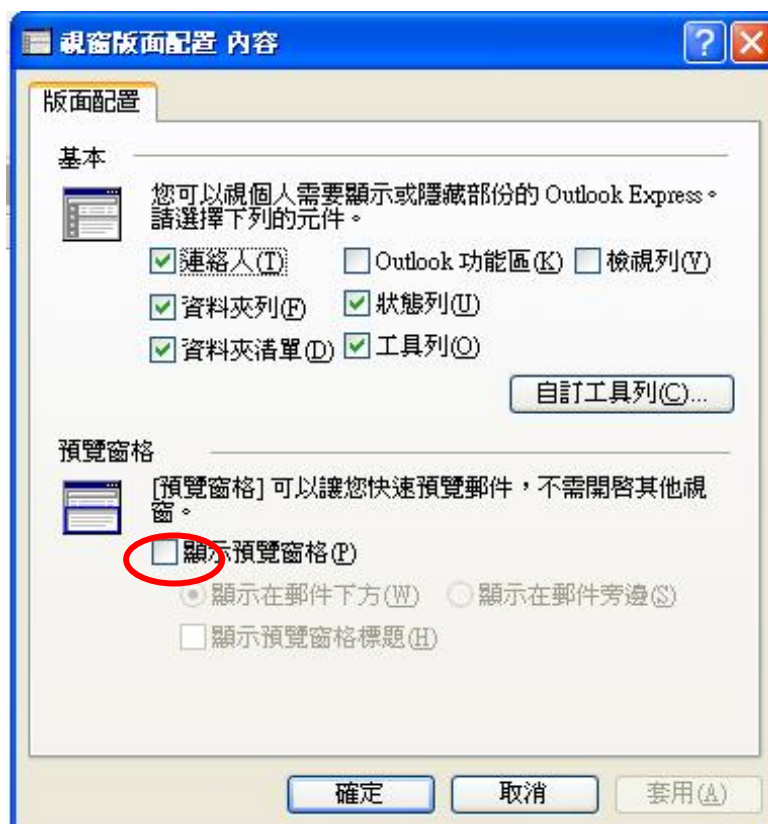 視窗版面配置 內容
版面配置
基本
您可以視個人需要顯示或隱藏部份的 Outlook Express。
請選擇下列的元件。
連絡人(T) Outlook 功能區(K) 檢視列(V)
資料夾列(F) 狀態列(U)
資料夾清單(D) 工具列(O)
自訂工具列(C)...
預覽窗格
[預覽窗格] 可以讓您快速預覽郵件，不需開啓其他視
窗。
顯示預覽窗格(P)
顯示在郵件下方(W) 顯示在郵件旁邊(S)
顯示預覽窗格標題(H)
確定 取消 套用(A)